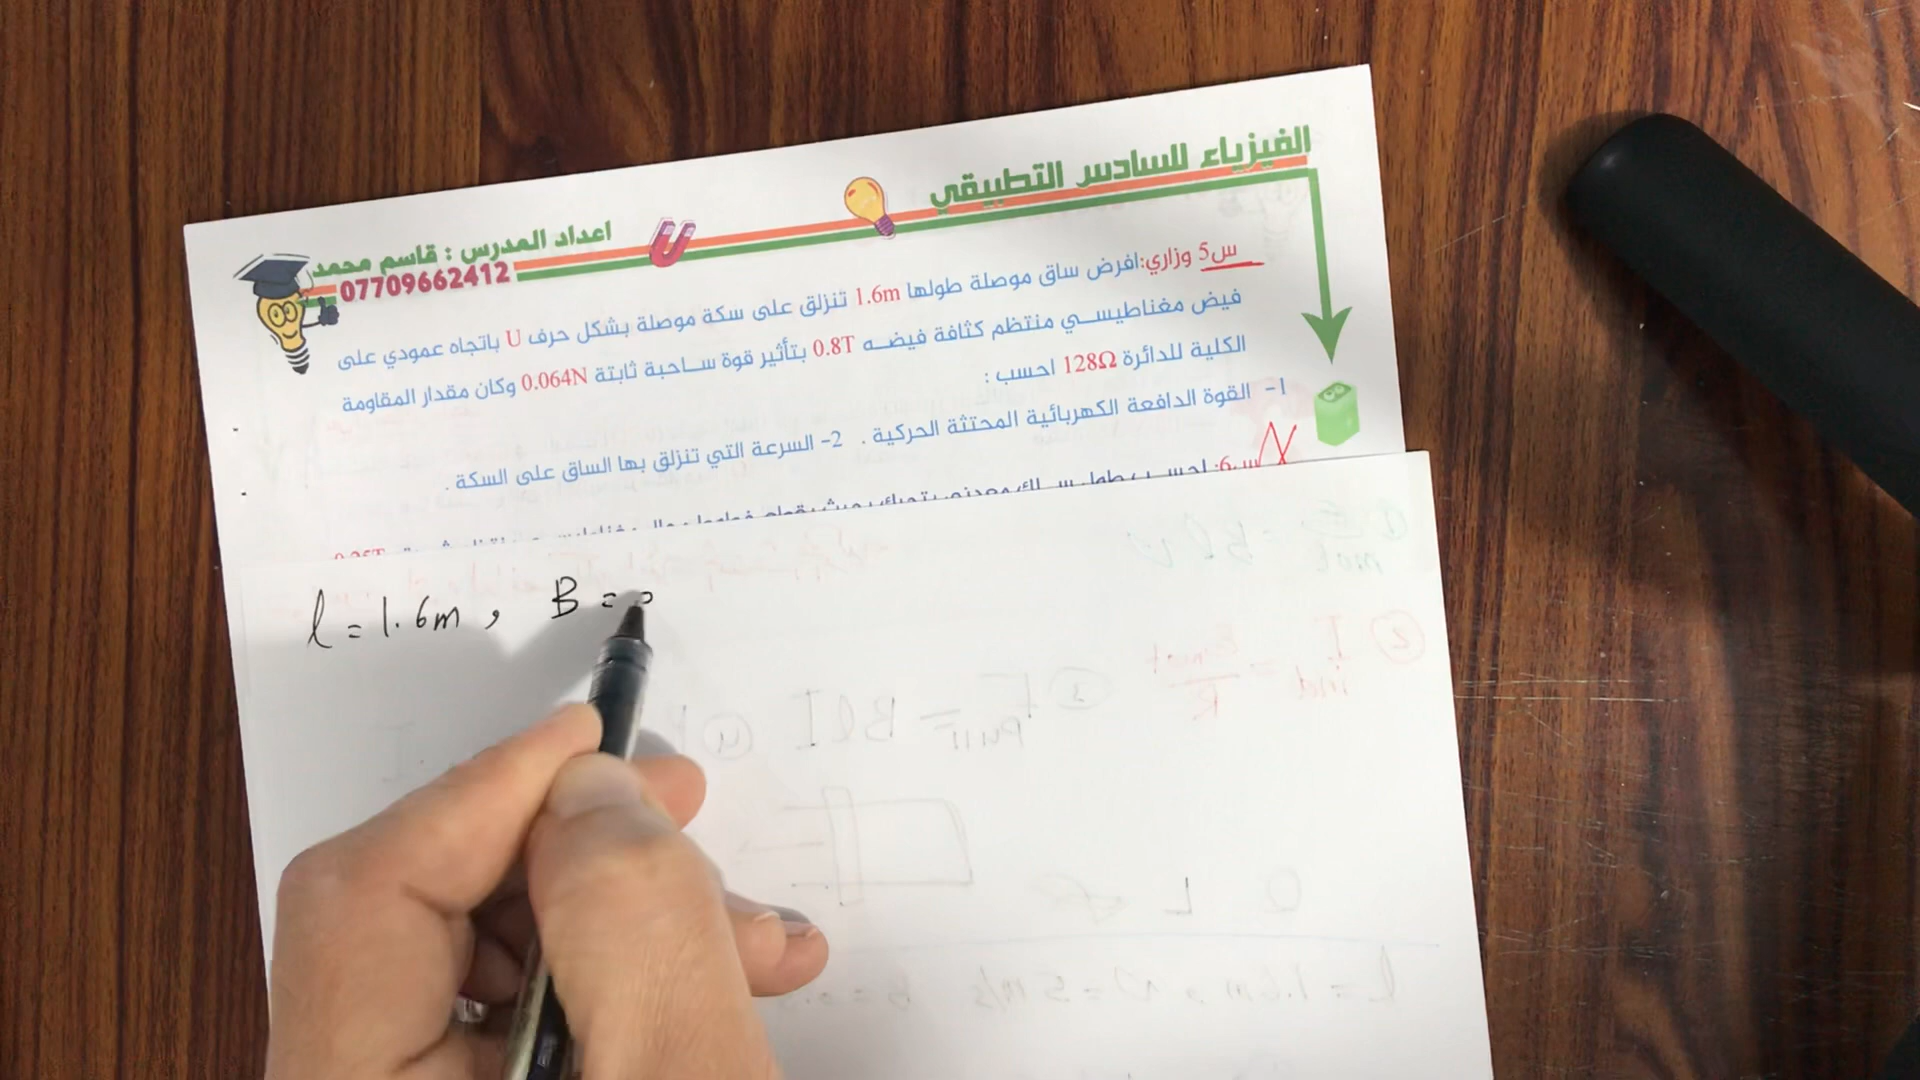 الفيزياء للسادس التطبيقي
اعداد المدرس : قاسم محمد
07709662412
س5 وزاري:افرض ساق موصلة طولها 1.6m تنزلق على سكة موصلة بشكل حرف U باتجاه عمودي على
فيض مغناطيسي منتظم كثافة فيضه 0.8T بتأثير قوة ساحبة ثابتة 0.064N وكان مقدار المقاومة
الكلية للدائرة 128Ω احسب :
1- القوة الدافعة الكهربائية المحتثة الحركية . 2- السرعة التي تنزلق بها الساق على السكة .
س6:
l = 1.6m , B =